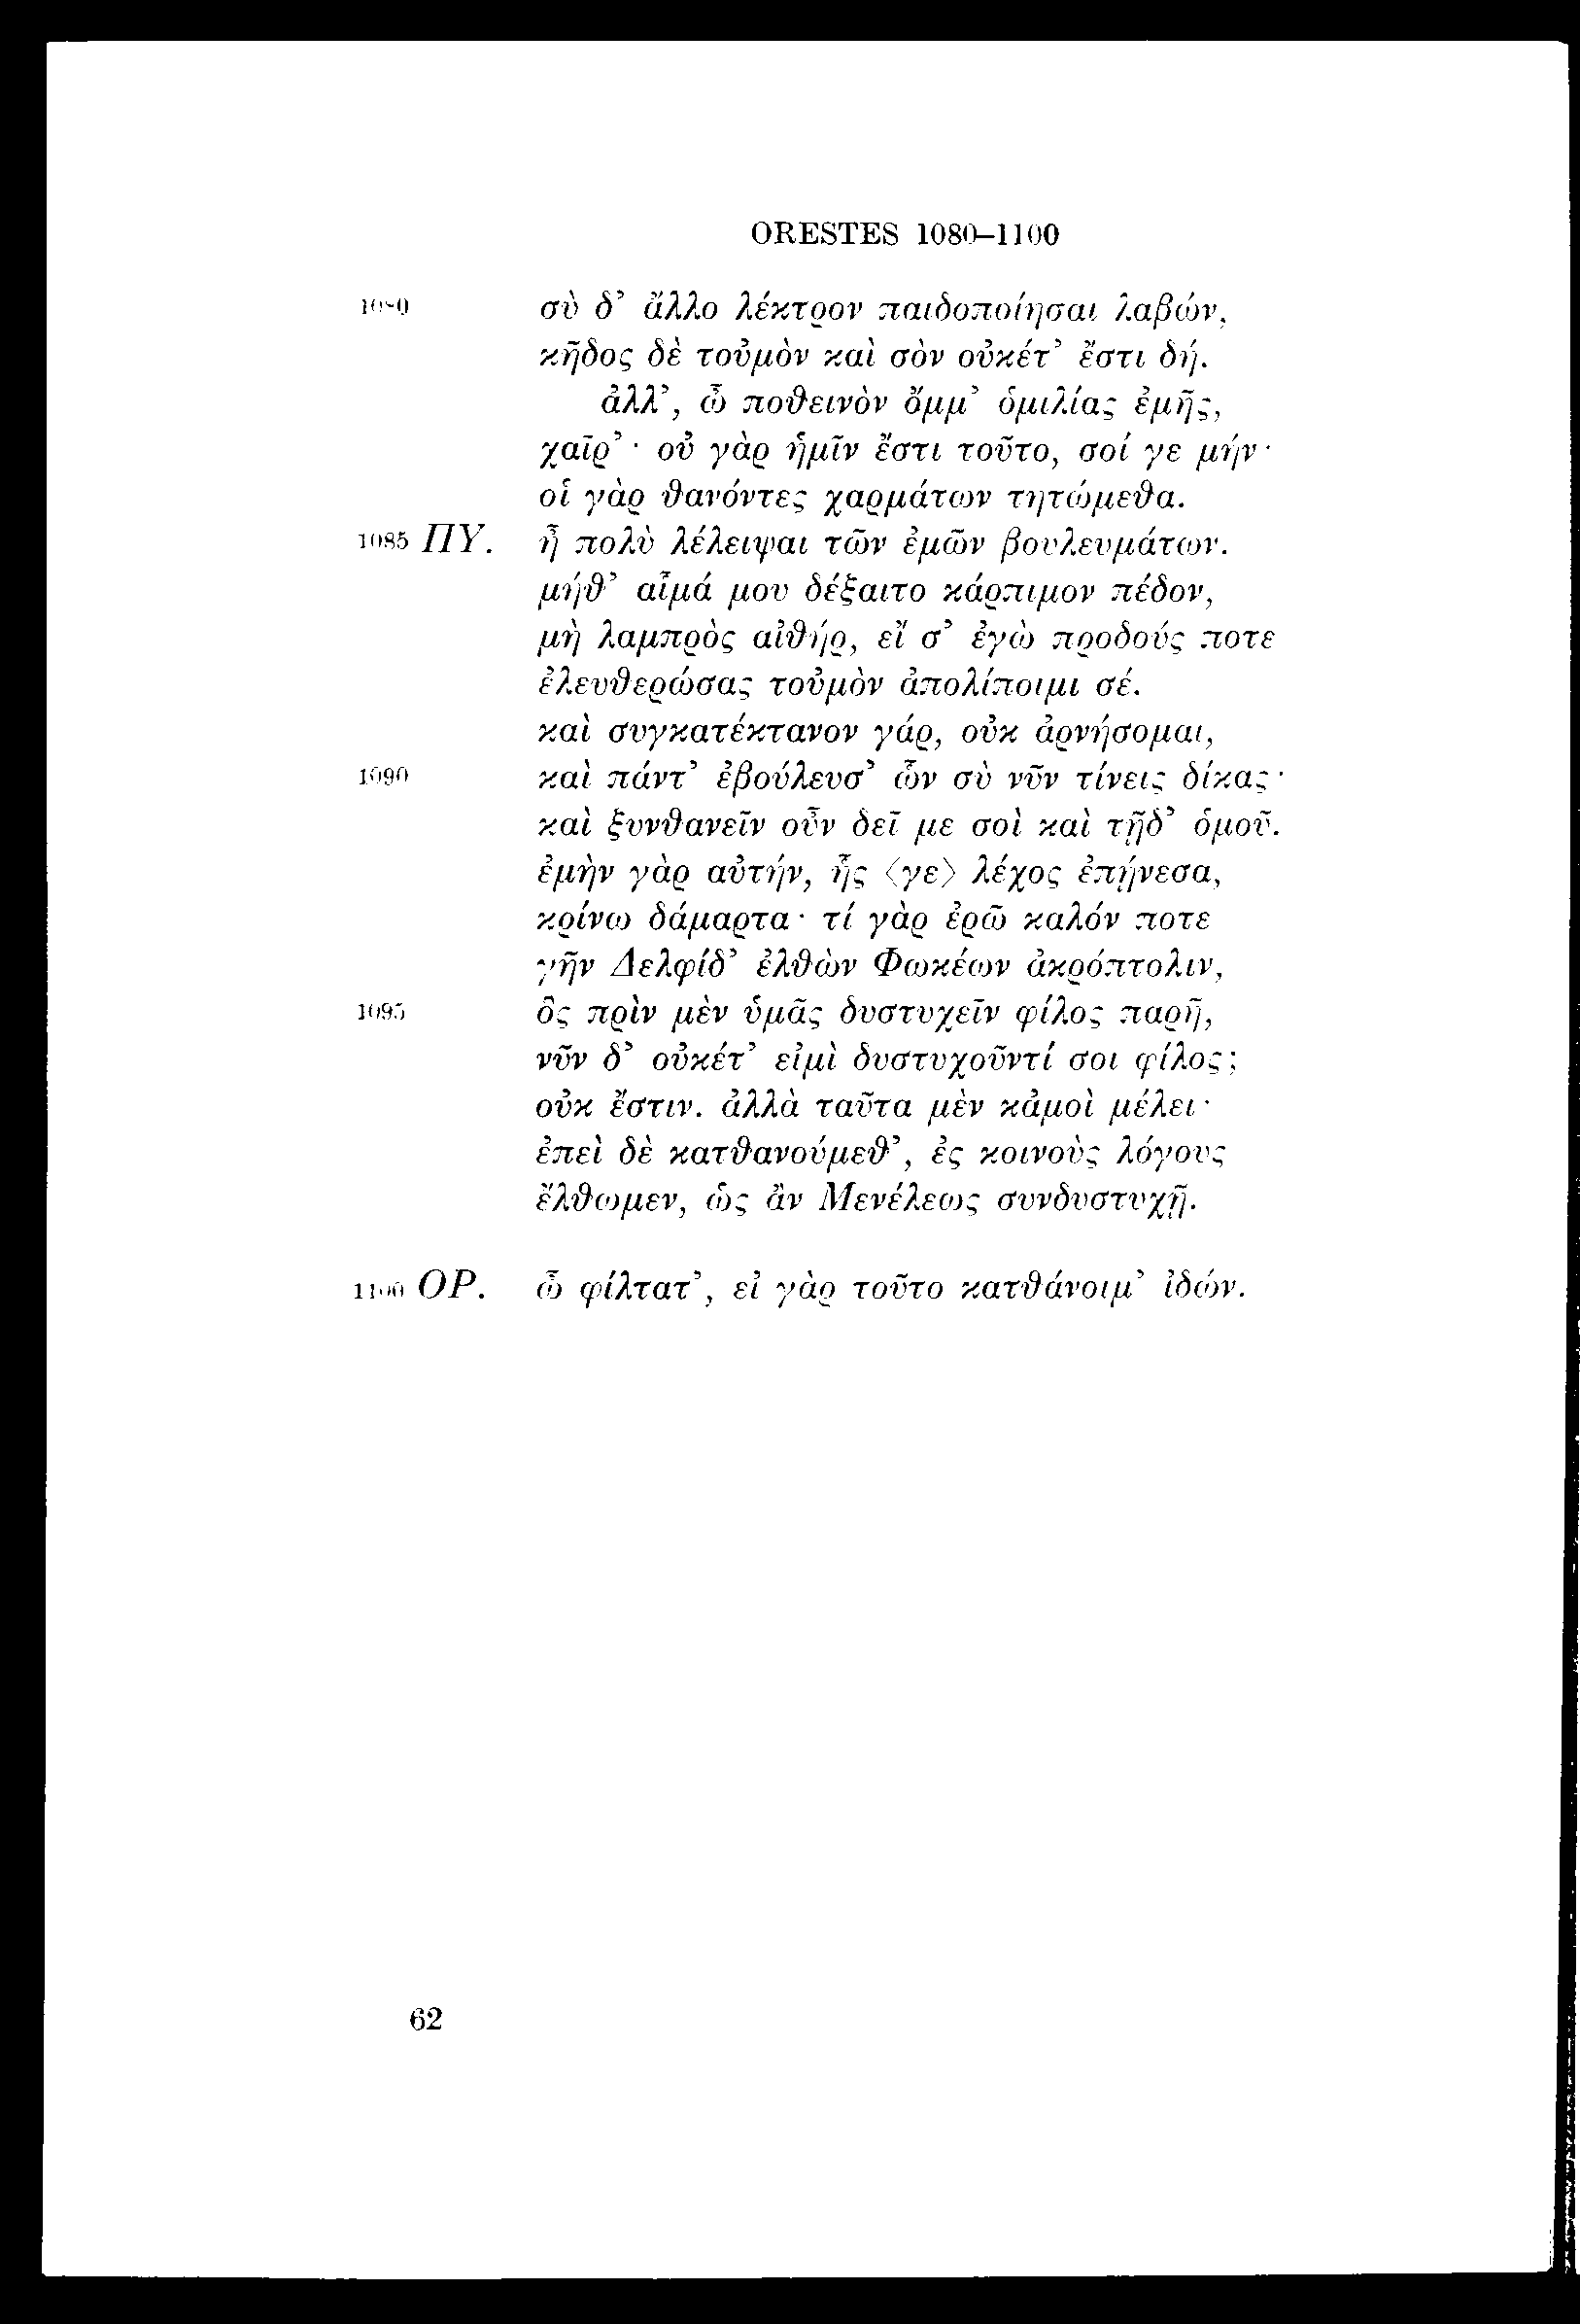 ORESTES 1080–1100
1080 σὺ δ’ ἄλλο λέκτρον παιδοποίησαι λαβών,
κῆδος δὲ τοὐμὸν καὶ σὸν οὐκέτ’ ἔστι δή.
ἀλλ’, ὦ ποθεινὸν ὄμμ’ ὁμιλίας ἐμῆς,
χαῖρ’· οὐ γὰρ ἡμῖν ἔστι τοῦτο, σοί γε μήν·
οἱ γὰρ θανόντες χαρμάτων τητώμεθα.
1085 ΠΥ. ἦ πολὺ λέλειψαι τῶν ἐμῶν βουλευμάτων.
μήθ’ αἷμά μου δέξαιτο κάρπιμον πέδον,
μὴ λαμπρὸς αἰθήρ, εἴ σ’ ἐγὼ προδούς ποτε
ἐλευθερώσας τοὐμὸν ἀπολίποιμι σέ.
καὶ συγκατέκτανον γάρ, οὐκ ἀρνήσομαι,
1090 καὶ πάντ’ ἐβούλευσ’ ὧν σὺ νῦν τίνεις δίκας·
καὶ ξυνθανεῖν οὖν δεῖ με σοὶ καὶ τῇδ’ ὁμοῦ.
ἐμὴν γὰρ αὐτήν, ἧς ⟨γε⟩ λέχος ἐπῄνεσα,
κρίνω δάμαρτα· τί γὰρ ἐρῶ καλόν ποτε
γῆν Δελφίδ’ ἐλθὼν Φωκέων ἀκρόπτολιν,
1095 ὃς πρὶν μὲν ὑμᾶς δυστυχεῖν φίλος παρῆ,
νῦν δ’ οὐκέτ’ εἰμὶ δυστυχοῦντί σοι φίλος;
οὐκ ἔστιν. ἀλλὰ ταῦτα μὲν κἀμοὶ μέλει·
ἐπεὶ δὲ κατθανούμεθ’, ἐς κοινοὺς λόγους
ἔλθωμεν, ὡς ἂν Μενέλεως συνδυστυχῇ.
1100 ΟΡ. ὦ φίλτατ’, εἰ γὰρ τοῦτο κατθάνοιμ’ ἰδών.
62